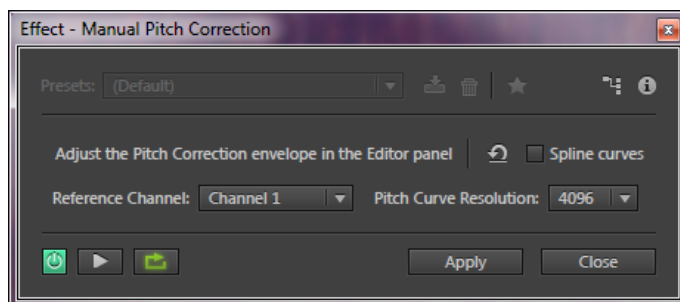 Effect - Manual Pitch Correction
Presets: (Default)
Adjust the Pitch Correction envelope in the Editor panel Spline curves
Reference Channel: Channel 1 Pitch Curve Resolution: 4096
Apply Close